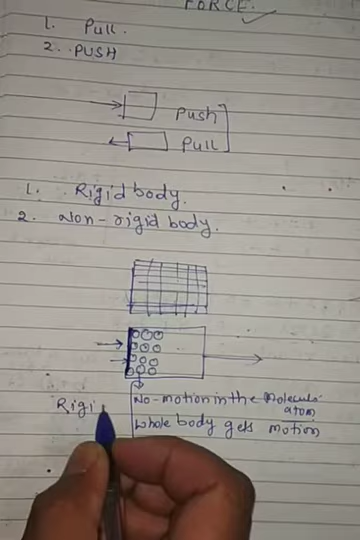 FORCE.
1. Pull.
2. PUSH
Push
Pull
1. Rigid body.
2. Non-rigid body.
No-motion in the Molecule
atom
Whole body gets motion
Rigi